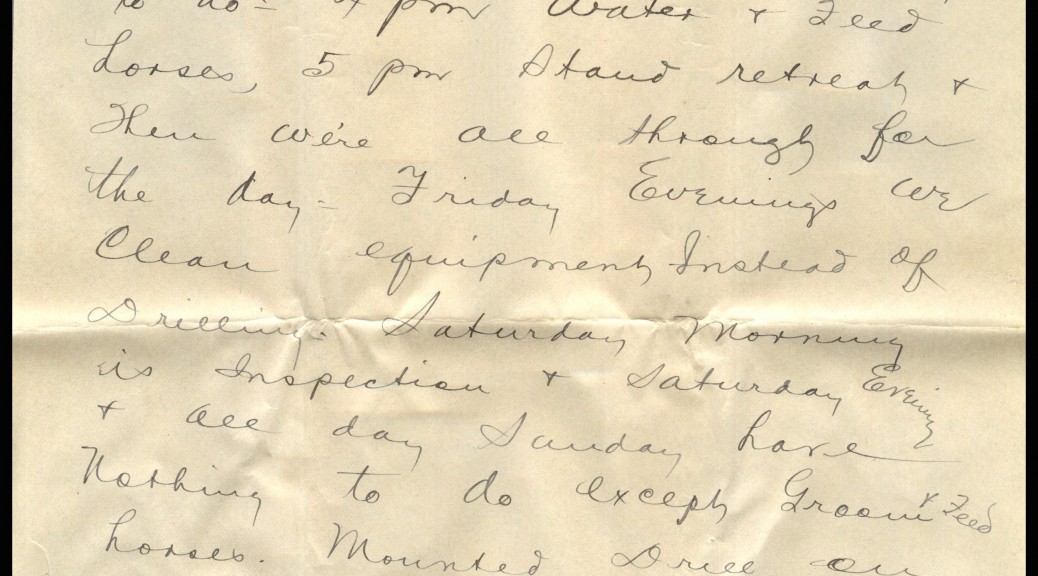 to do - 4 pm Water + Feed
horses, 5 pm Stand retreat +
Then we're all through for
the day - Friday Evenings we
Clean equipment Instead of
Drilling. Saturday Morning
is Inspection + Saturday Evening
+ all day Sunday have
Nothing to do except Groom + Feed
horses. Mounted Drill on